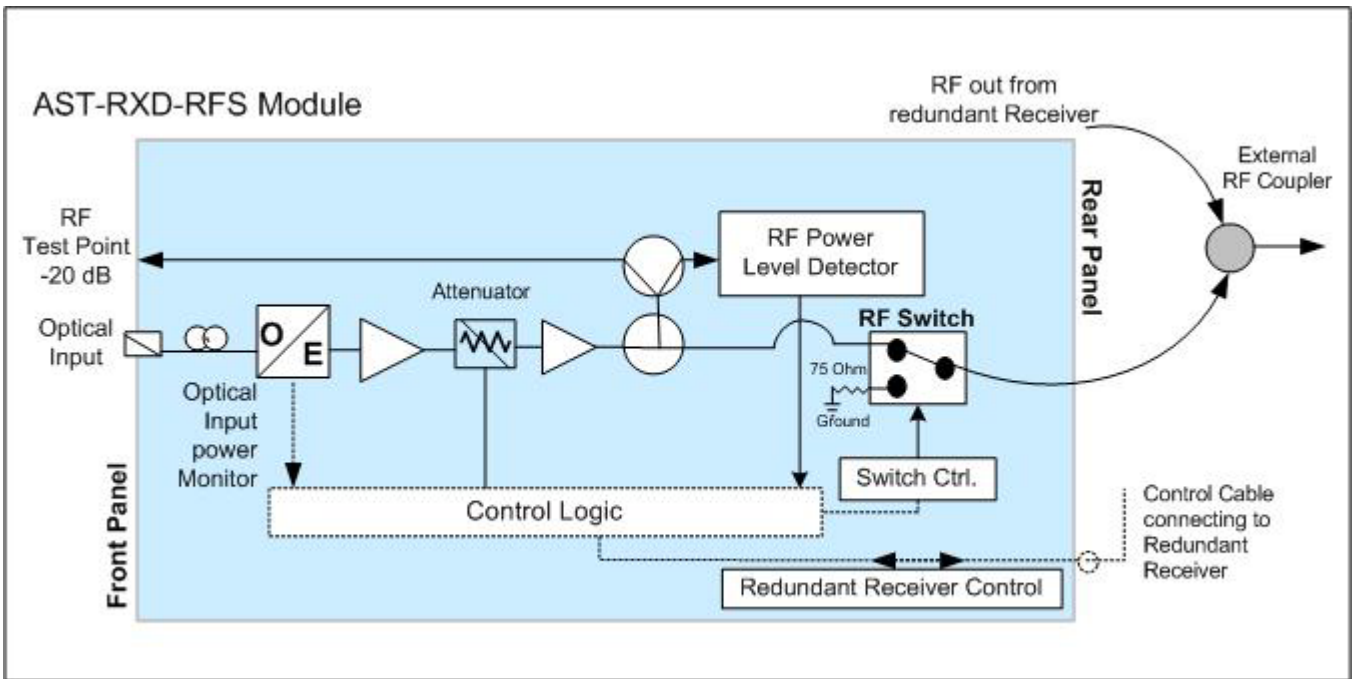 AST-RXD-RFS Module
RF out from
redundant Receiver
External
RF Coupler
Rear Panel
RF
Test Point
-20 dB
RF Power
Level Detector
Attenuator
Optical
Input
O
E
RF Switch
75 Ohm
Ground
Optical
Input
power
Monitor
Switch Ctrl.
Control Logic
Control Cable
connecting to
Redundant
Receiver
Redundant Receiver Control
Front Panel